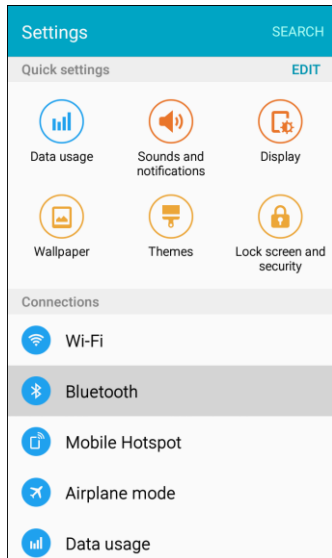 Settings SEARCH
Quick settings EDIT
Data usage Sounds and notifications Display
Wallpaper Themes Lock screen and security
Connections
Wi-Fi
Bluetooth
Mobile Hotspot
Airplane mode
Data usage